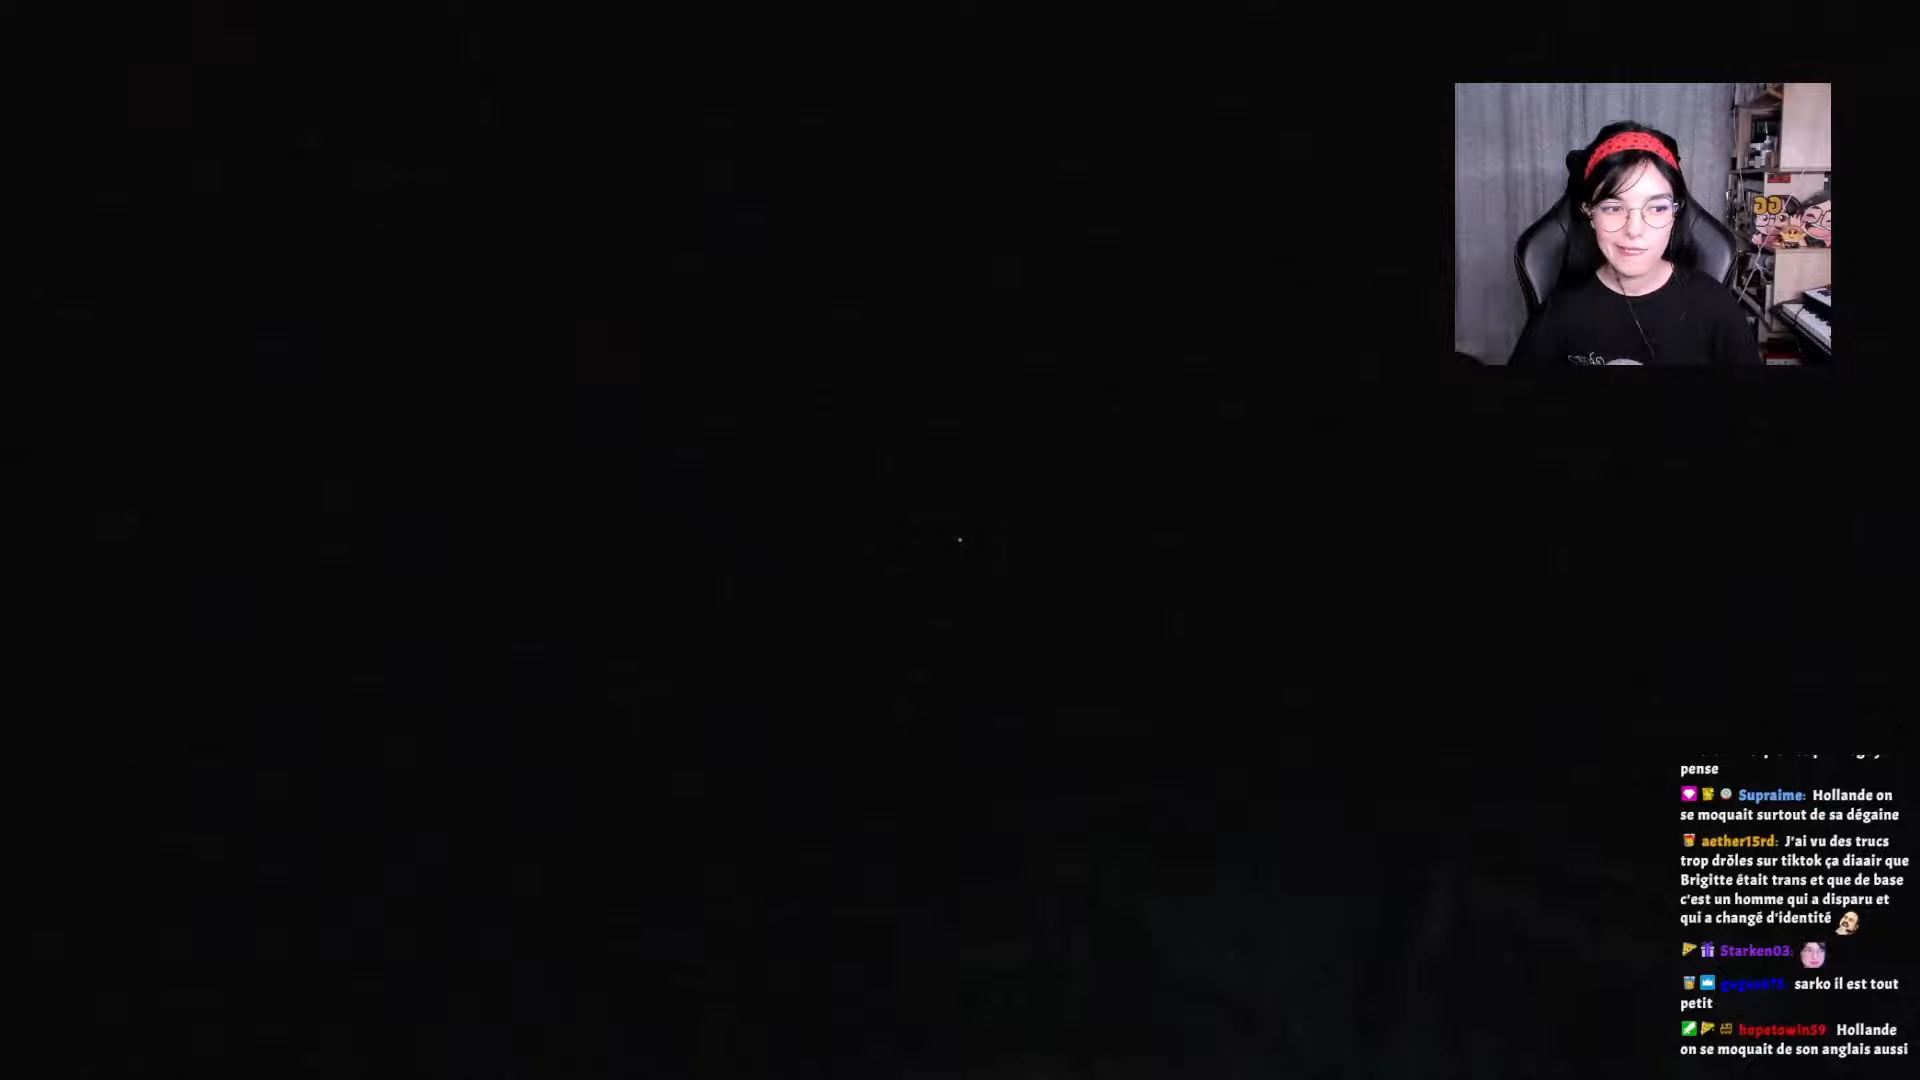 pense
Supraime: Hollande on
se moquait surtout de sa dégaine
aether15rd: J'ai vu des trucs
trop drôles sur tiktok ça diaair que
Brigitte était trans et que de base
c'est un homme qui a disparu et
qui a changé d'identité
Starken03:
sarko il est tout
petit
hopetowin59 Hollande
on se moquait de son anglais aussi